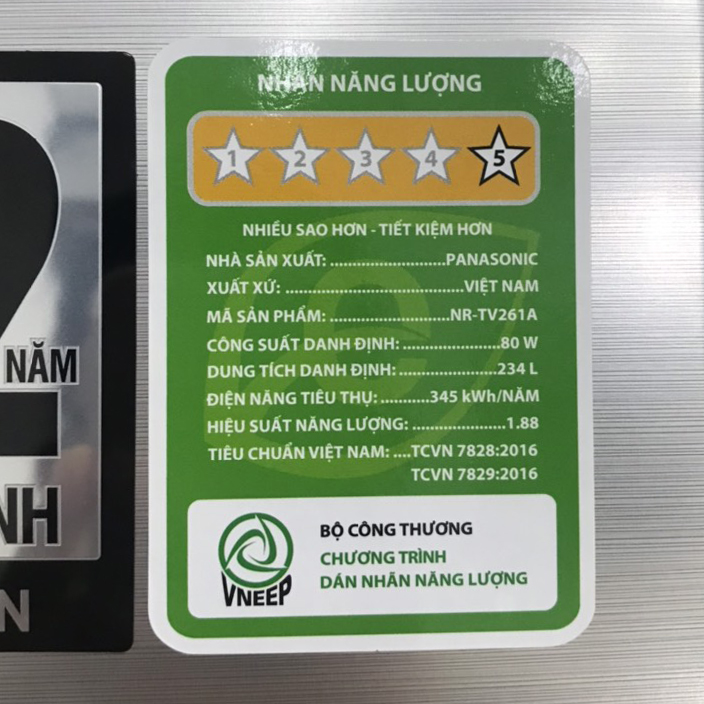 NHÃN NĂNG LƯỢNG
1 2 3 4 5
NHIỀU SAO HƠN - TIẾT KIỆM HƠN
NHÀ SẢN XUẤT: ..........................PANASONIC
XUẤT XỨ: ........................................VIỆT NAM
MÃ SẢN PHẨM: ...........................NR-TV261A
CÔNG SUẤT DANH ĐỊNH: ......................80 W
DUNG TÍCH DANH ĐỊNH: ......................234 L
ĐIỆN NĂNG TIÊU THỤ: ...........345 kWh/NĂM
HIỆU SUẤT NĂNG LƯỢNG: .....................1.88
TIÊU CHUẨN VIỆT NAM: ....TCVN 7828:2016
TCVN 7829:2016
BỘ CÔNG THƯƠNG
CHƯƠNG TRÌNH
DÁN NHÃN NĂNG LƯỢNG
VNEEP
2
NĂM
NH
N